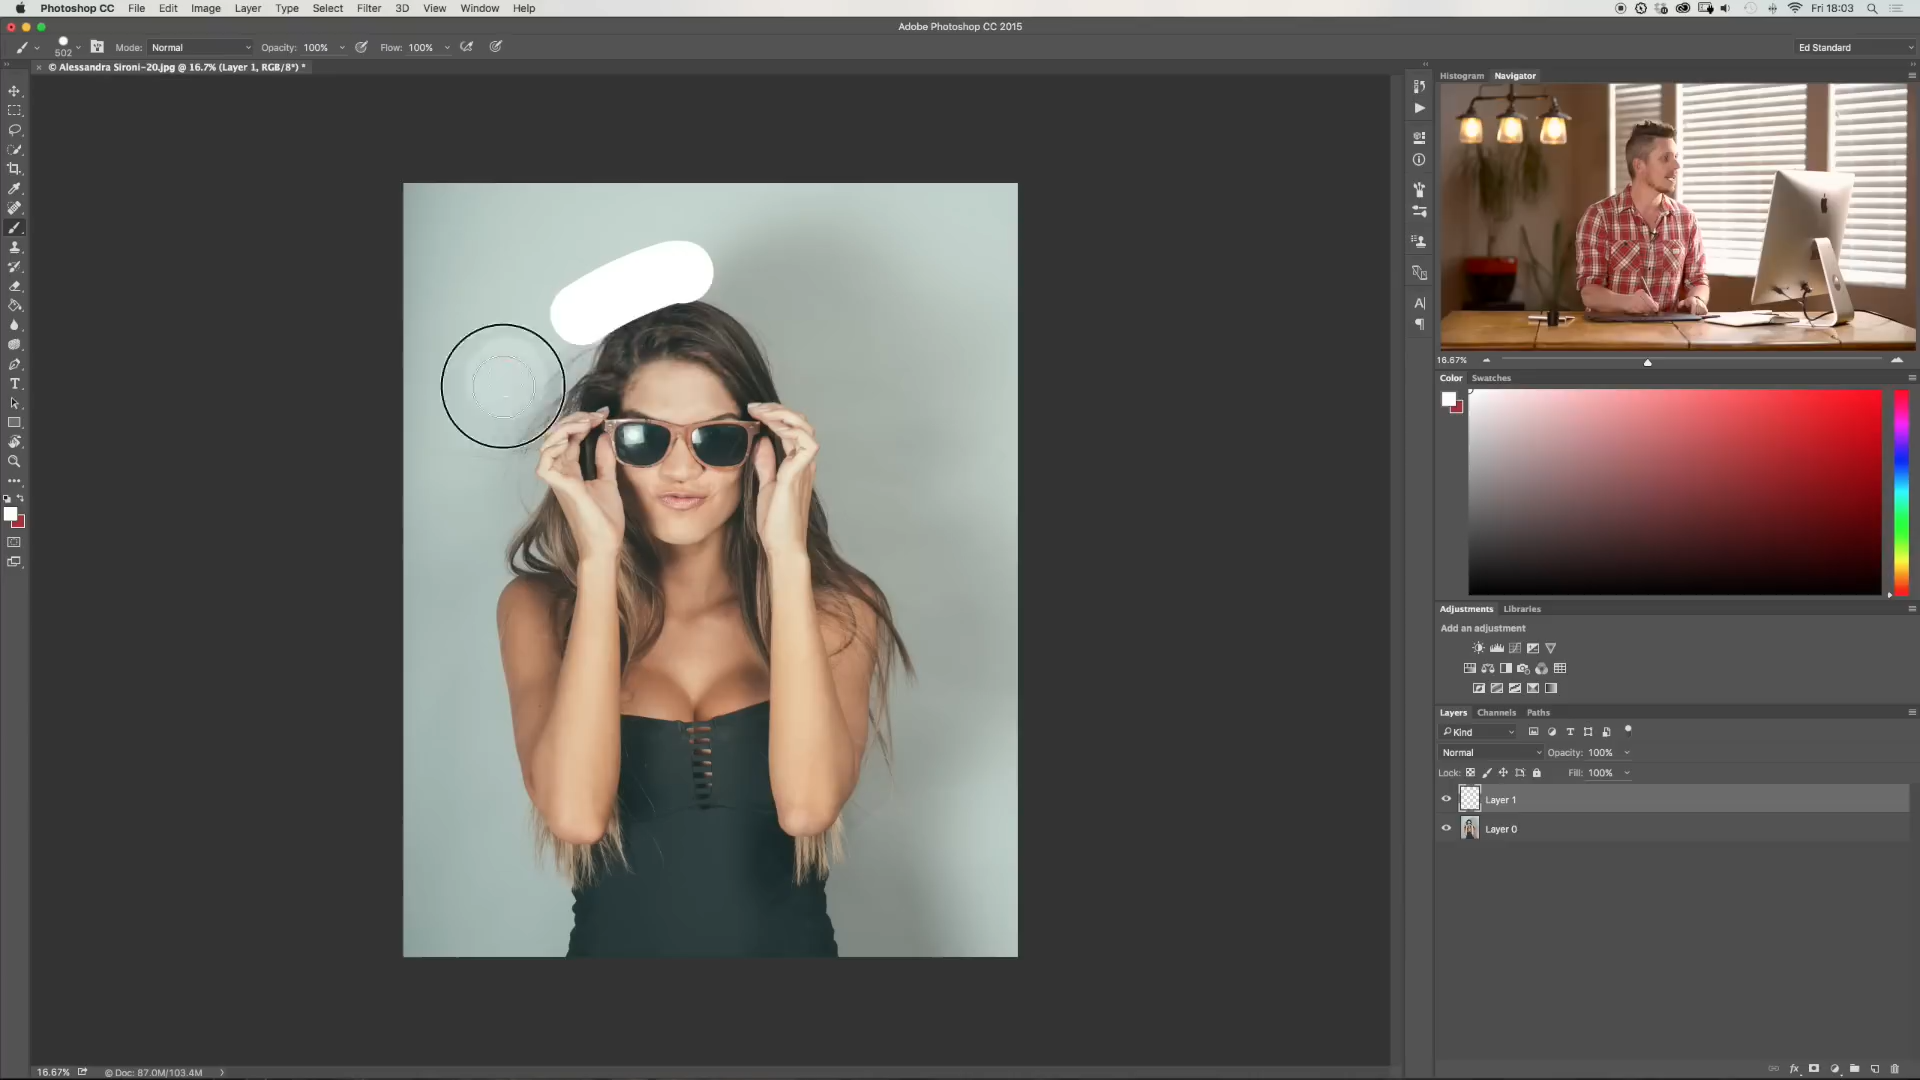 Photoshop CC File Edit Image Layer Type Select Filter 3D View Window Help Fri 18:03
Adobe Photoshop CC 2015
502 Mode: Normal Opacity: 100% Flow: 100% Ed Standard
× © Alessandra Sironi-20.jpg @ 16.7% (Layer 1, RGB/8*) *
Histogram Navigator
16.67%
Color Swatches
Adjustments Libraries
Add an adjustment
Layers Channels Paths
Kind
Normal Opacity: 100%
Lock: Fill: 100%
Layer 1
Layer 0
16.67% © Doc: 87.0M/103.4M